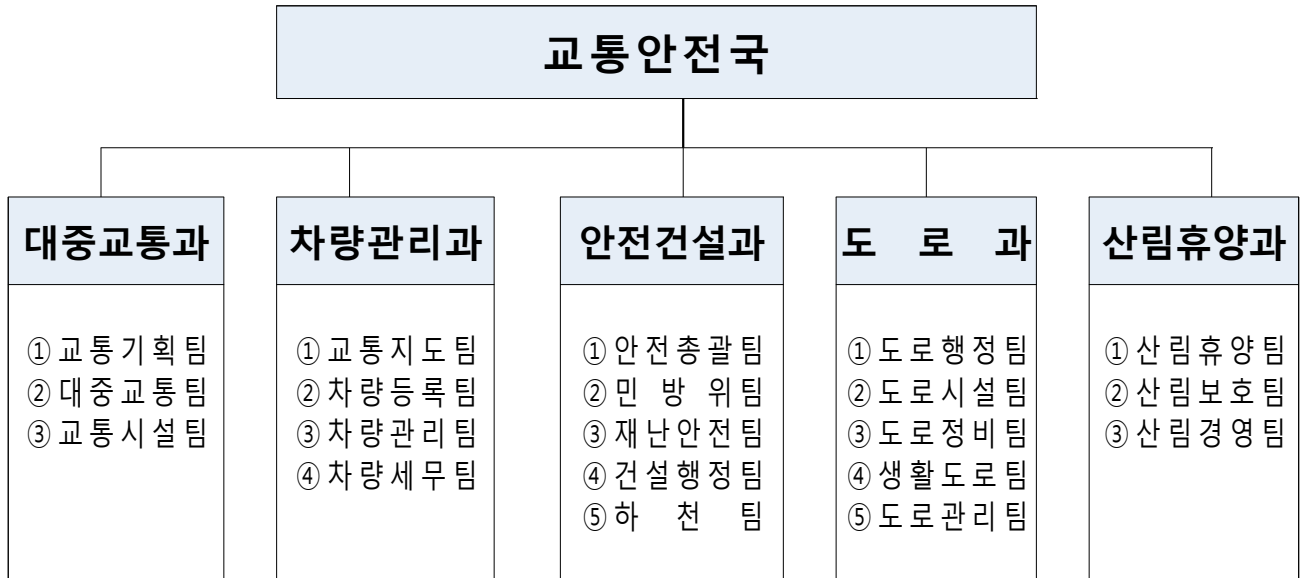 교통안전국
대중교통과
① 교통기획팀
② 대중교통팀
③ 교통시설팀
차량관리과
① 교통지도팀
② 차량등록팀
③ 차량관리팀
④ 차량세무팀
안전건설과
① 안전총괄팀
② 민 방 위팀
③ 재난안전팀
④ 건설행정팀
⑤ 하 천 팀
도 로 과
① 도로행정팀
② 도로시설팀
③ 도로정비팀
④ 생활도로팀
⑤ 도로관리팀
산림휴양과
① 산림휴양팀
② 산림보호팀
③ 산림경영팀